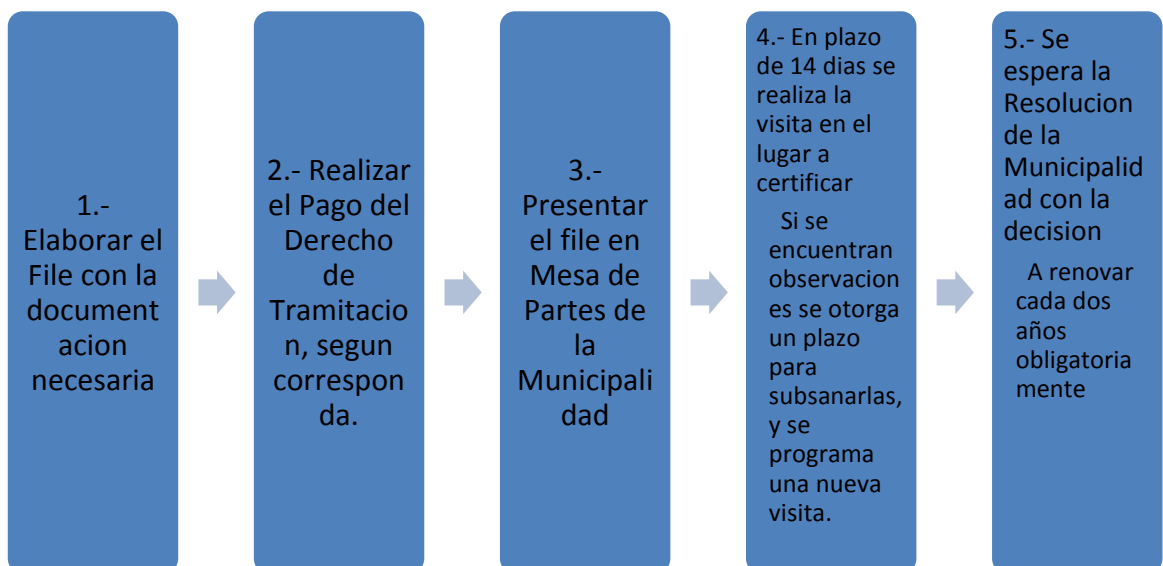 1.-
Elaborar el
File con la
document
acion
necesaria
2.- Realizar
el Pago del
Derecho
de
Tramitacio
n, segun
correspon
da.
3.-
Presentar
el file en
Mesa de
Partes de
la
Municipali
dad
4.- En plazo
de 14 dias se
realiza la
visita en el
lugar a
certificar
Si se
encuentran
observacion
es se otorga
un plazo
para
subsanarlas,
y se
programa
una nueva
visita.
5.- Se
espera la
Resolucion
de la
Municipalid
ad con la
decision
A renovar
cada dos
años
obligatoria
mente